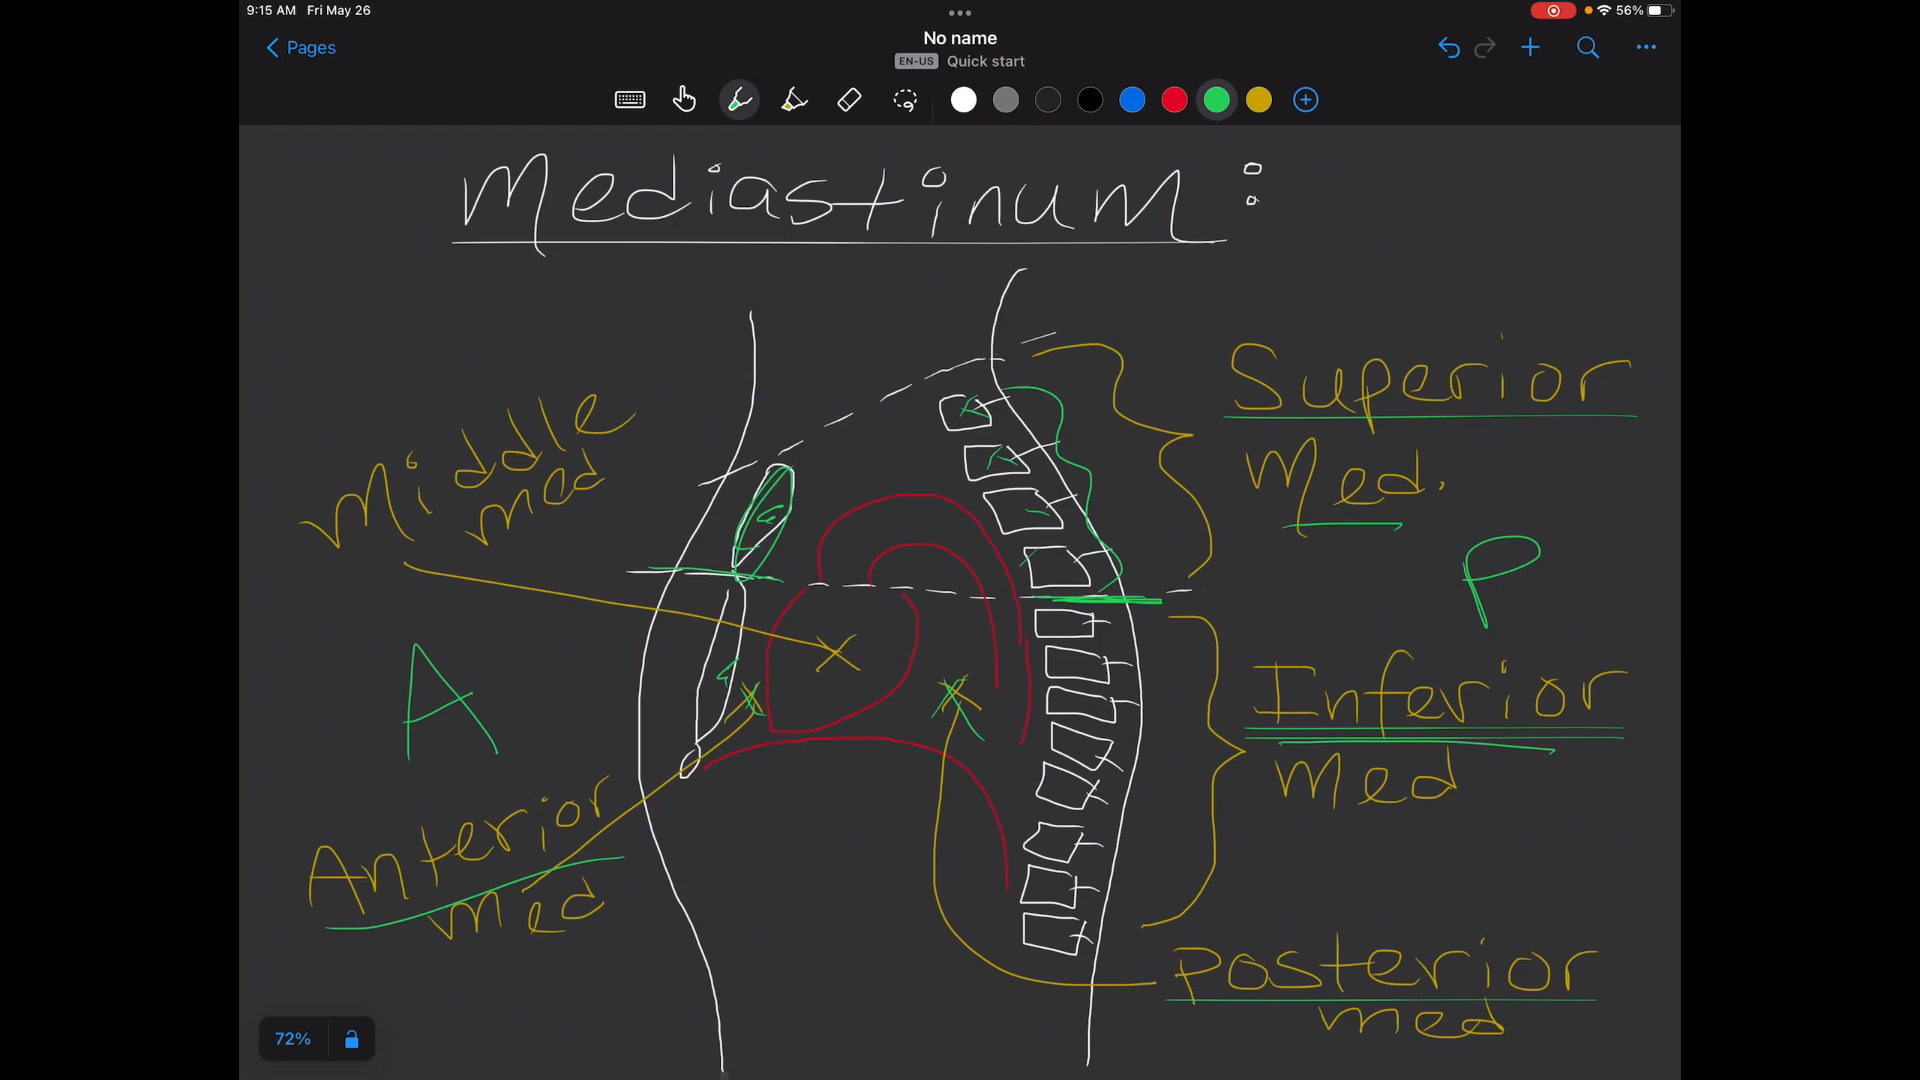 9:15 AM Fri May 26
56%
Pages
No name
EN-US Quick start
Mediastinum:
Superior
Med.
Middle
med
P
A
Inferior
Med
Anterior
Med
Posterior
med
72%